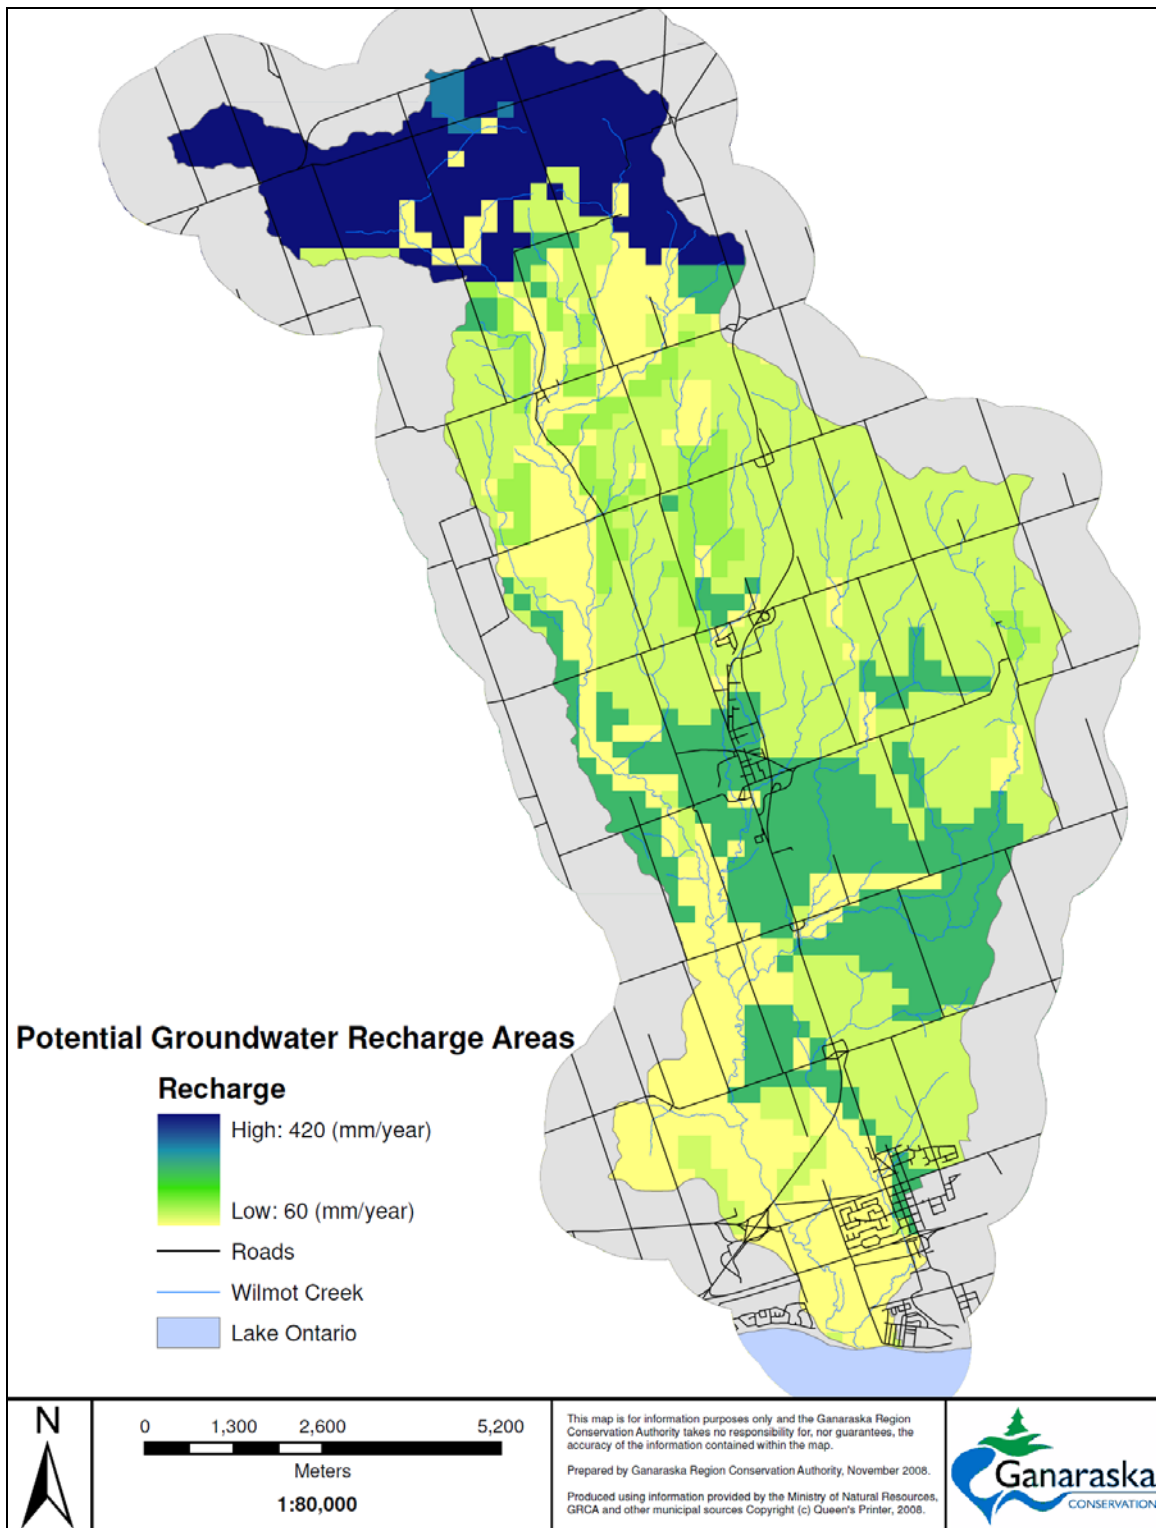 Potential Groundwater Recharge Areas
Recharge
High: 420 (mm/year)
Low: 60 (mm/year)
Roads
Wilmot Creek
Lake Ontario
N
0 1,300 2,600 5,200
Meters
1:80,000
This map is for information purposes only and the Ganaraska Region
Conservation Authority takes no responsibility for, nor guarantees, the
accuracy of the information contained within the map.
Prepared by Ganaraska Region Conservation Authority, November 2008.
Produced using information provided by the Ministry of Natural Resources,
GRCA and other municipal sources Copyright (c) Queen's Printer, 2008.
Ganaraska
CONSERVATION